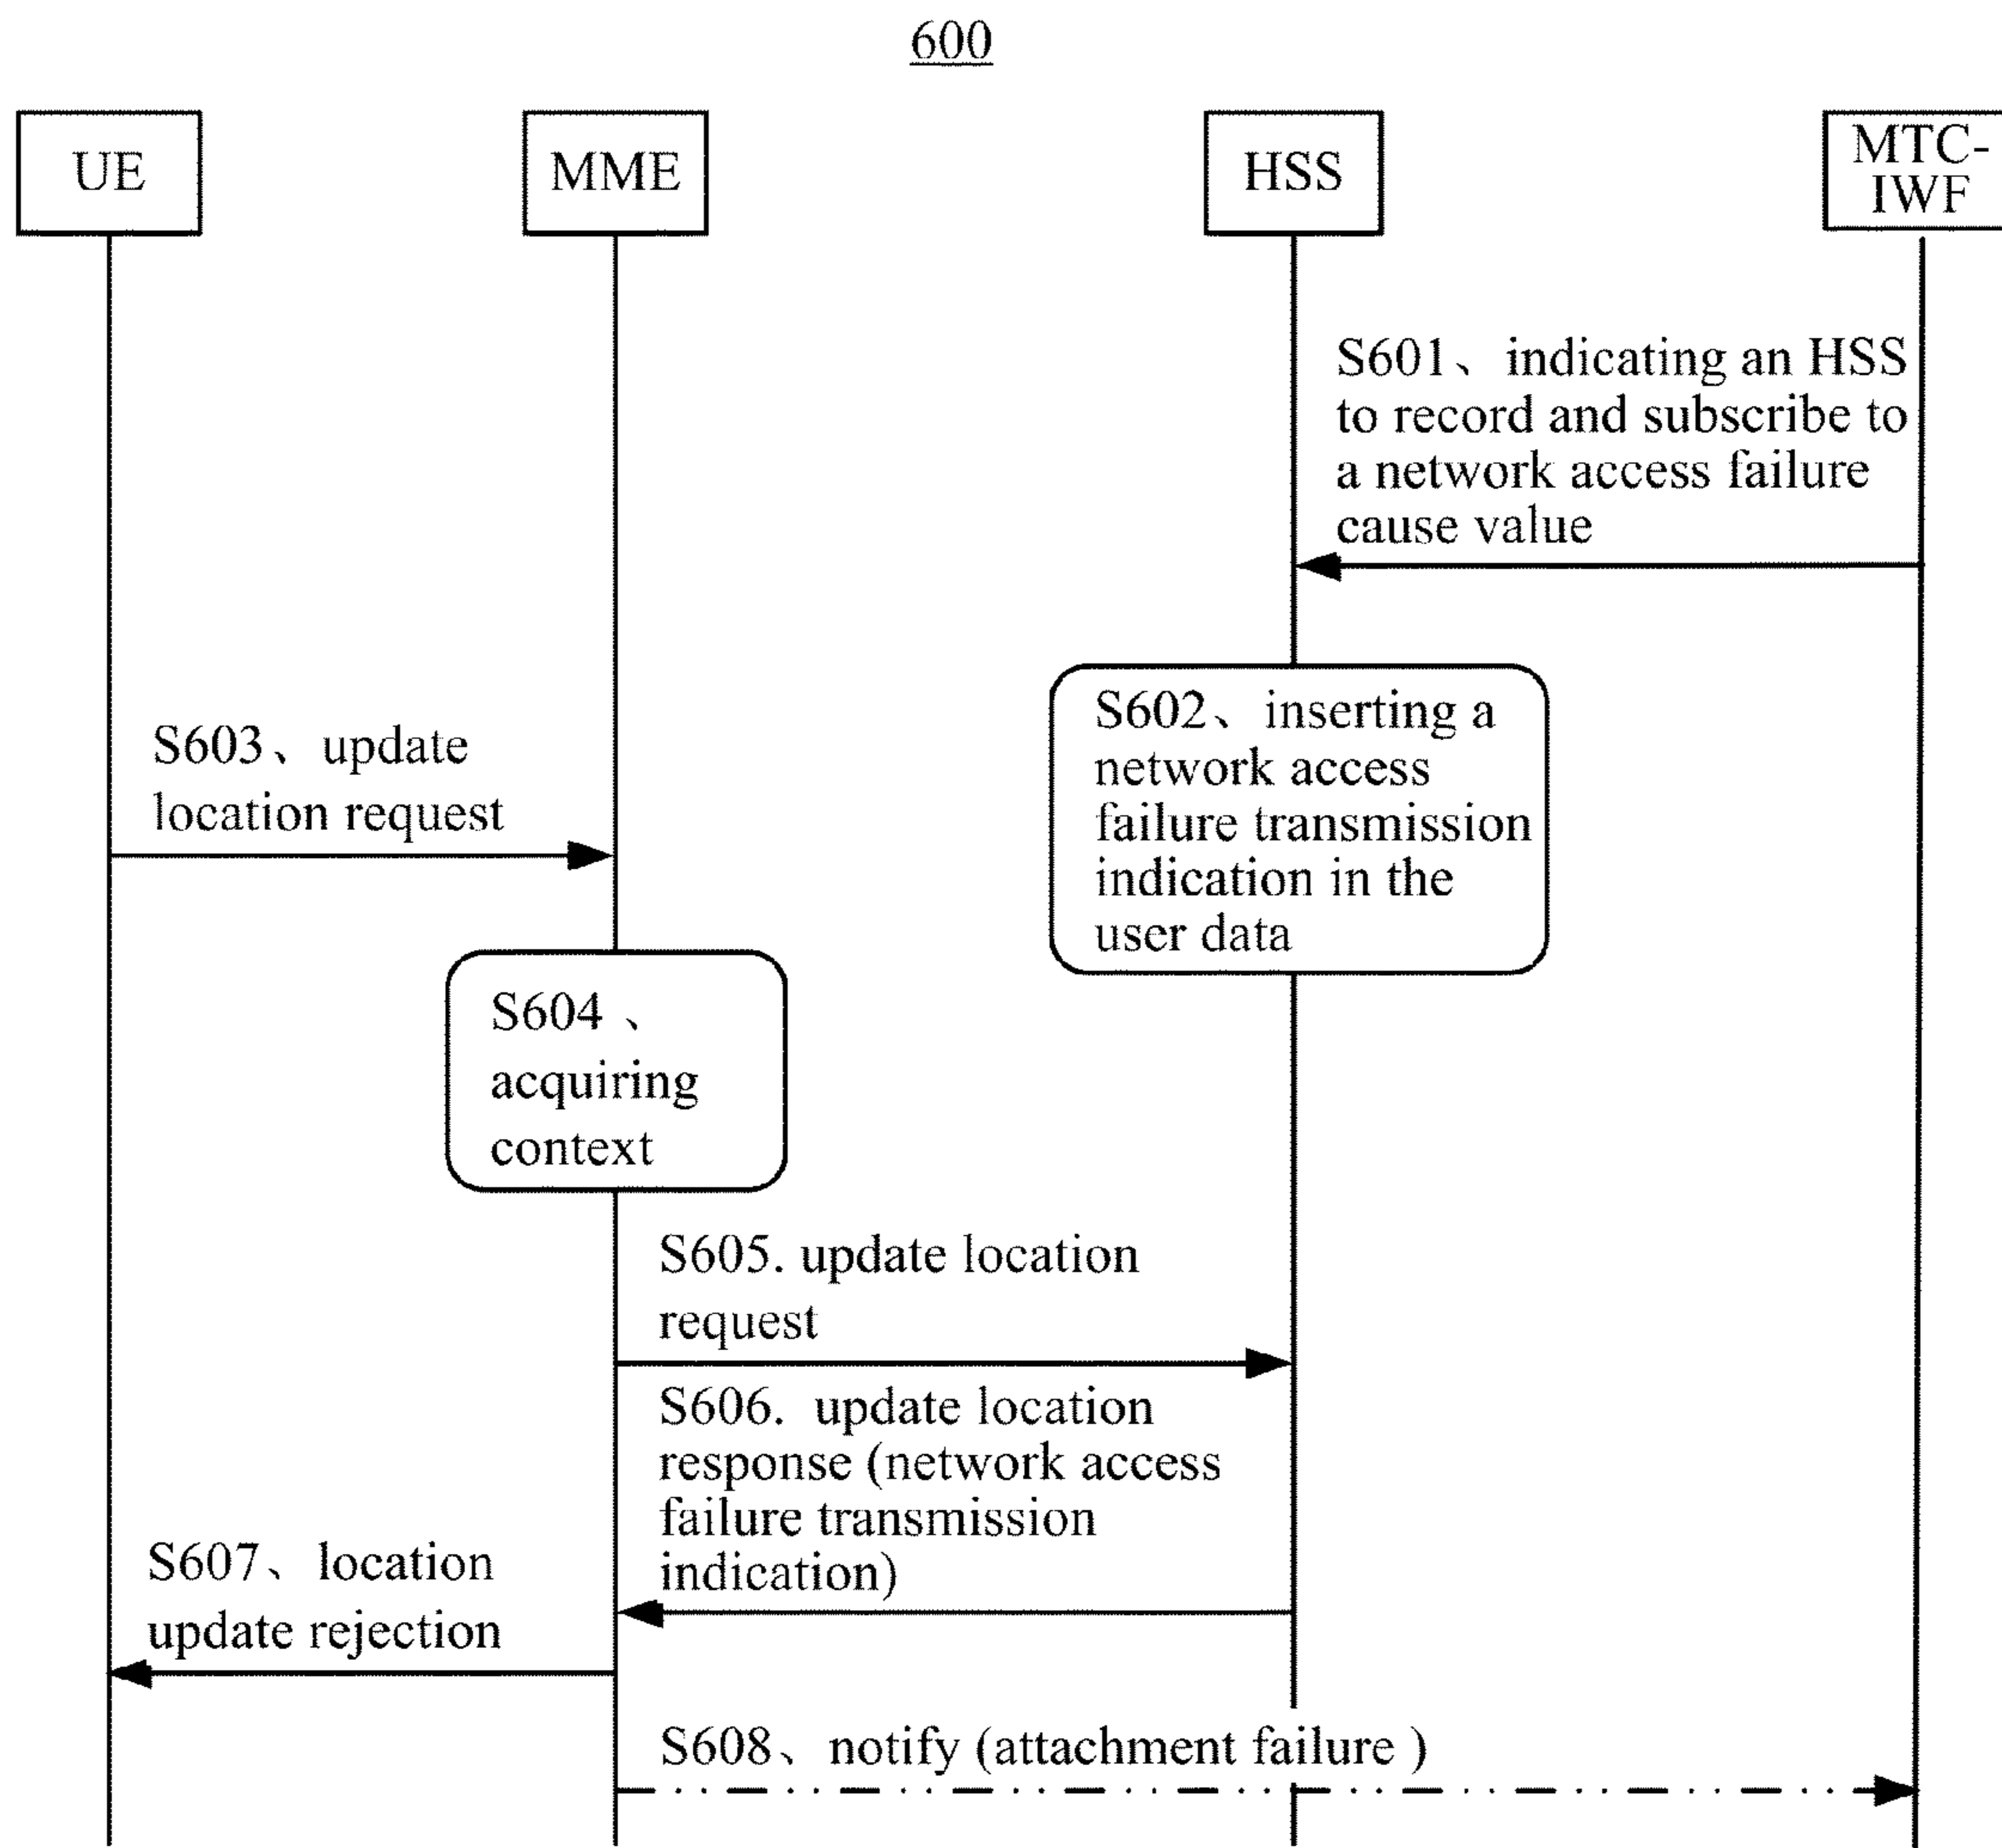 600
UE
MME
HSS
MTC-
IWF
S601、indicating an HSS
to record and subscribe to
a network access failure
cause value
S602、inserting a
network access
failure transmission
indication in the
user data
S603、update
location request
S604 、
acquiring
context
S605. update location
request
S606. update location
response (network access
failure transmission
indication)
S607、location
update rejection
S608、notify (attachment failure )